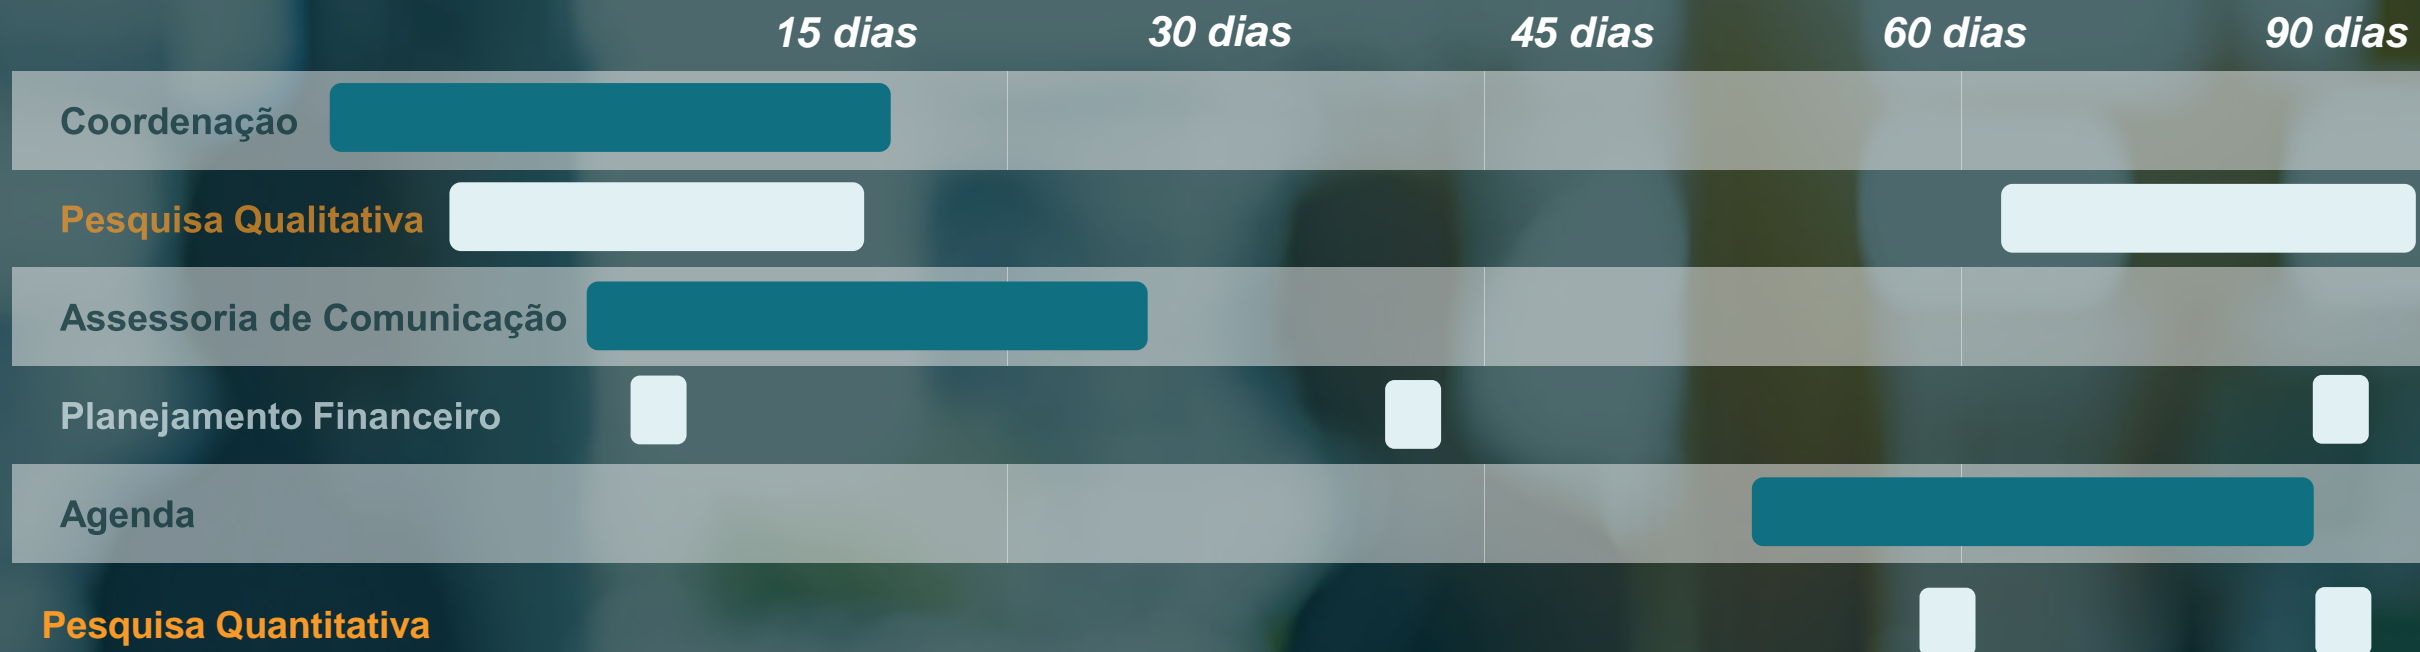 15 dias 30 dias 45 dias 60 dias 90 dias
Coordenação
Pesquisa Qualitativa
Assessoria de Comunicação
Planejamento Financeiro
Agenda
Pesquisa Quantitativa